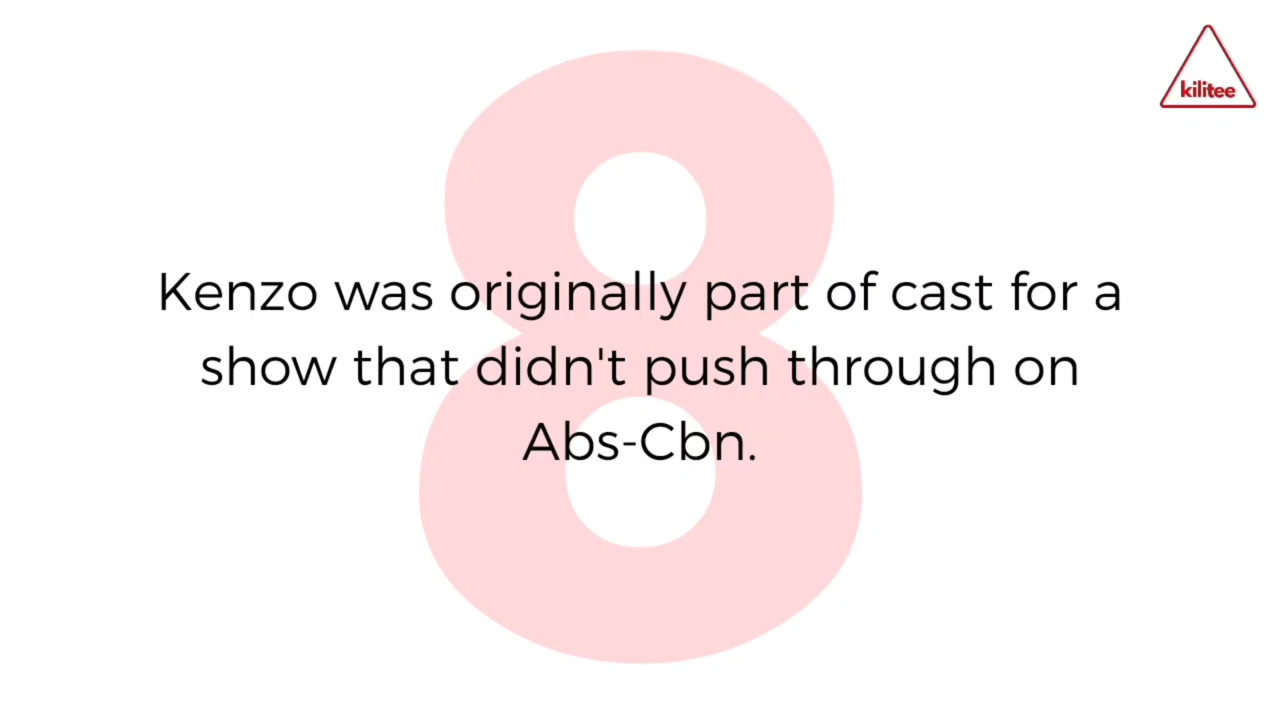 kilitee
8
Kenzo was originally part of cast for a
show that didn't push through on
Abs-Cbn.